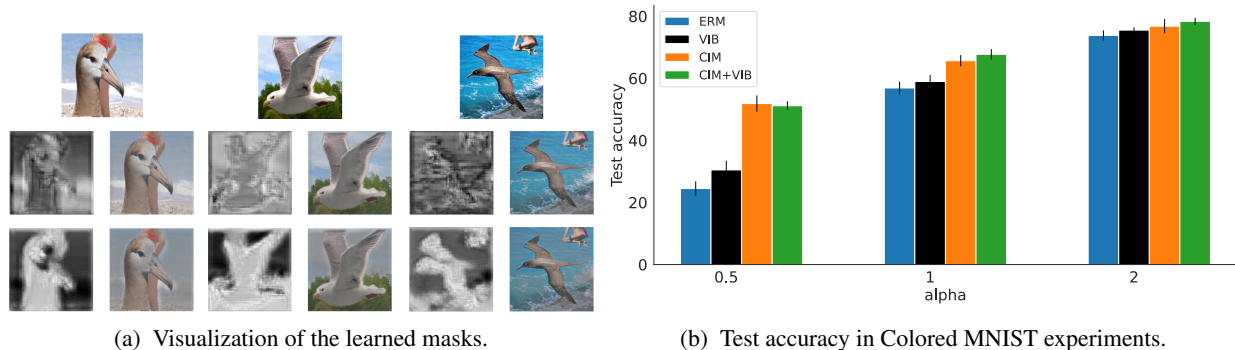 80
60
40
20
0
Test accuracy
ERM
VIB
CIM
CIM+VIB
0.5 1 2
alpha
(a) Visualization of the learned masks.
(b) Test accuracy in Colored MNIST experiments.